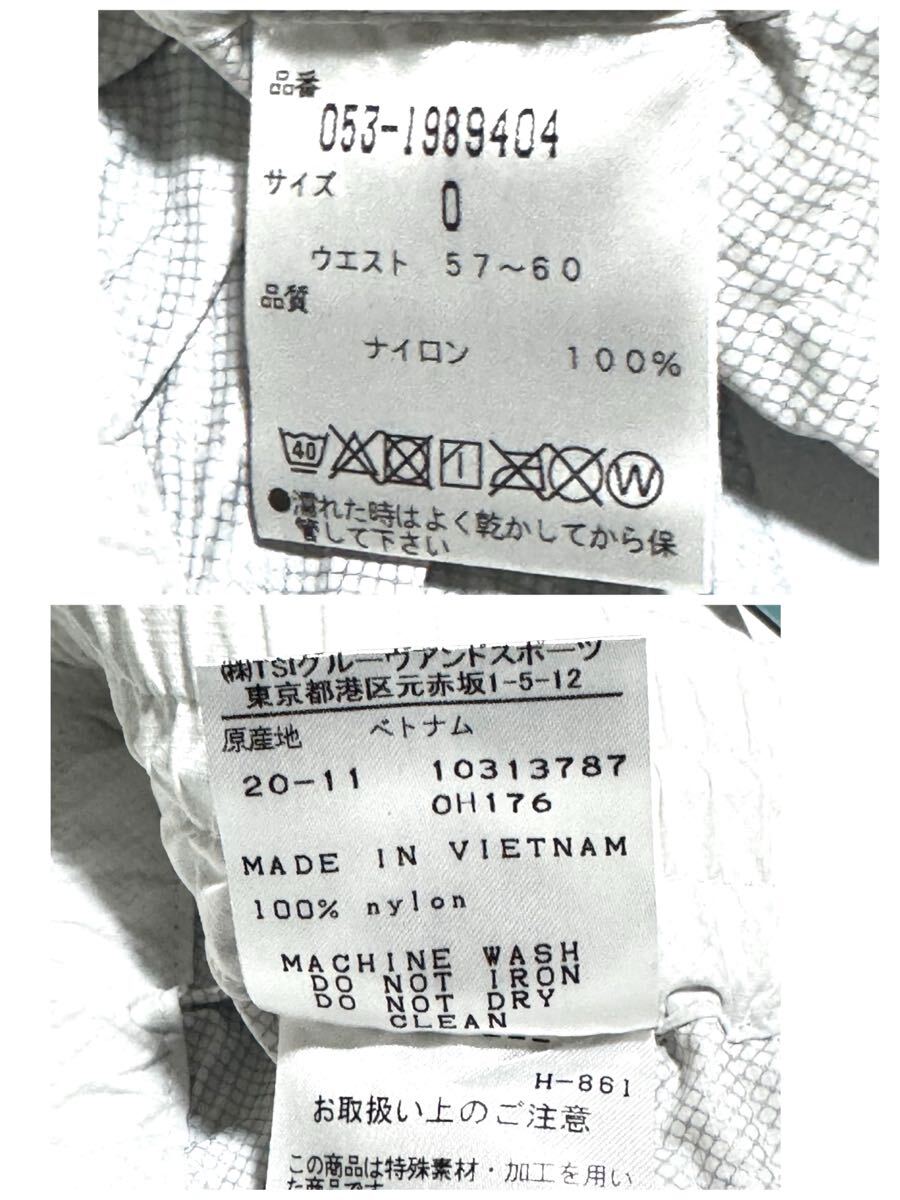 品番
053-1989404
サイズ
0
ウエスト 57～60
品質
ナイロン 100%
40
W
●濡れた時はよく乾かしてから保
管して下さい
㈱TSIグルーヴアンドスポーツ
東京都港区元赤坂1-5-12
原産地 ベトナム
20-11 10313787
OH176
MADE IN VIETNAM
100% nylon
MACHINE WASH
DO NOT IRON
DO NOT DRY
CLEAN
H-861
お取扱い上のご注意
この商品は特殊素材・加工を用い
た商品です